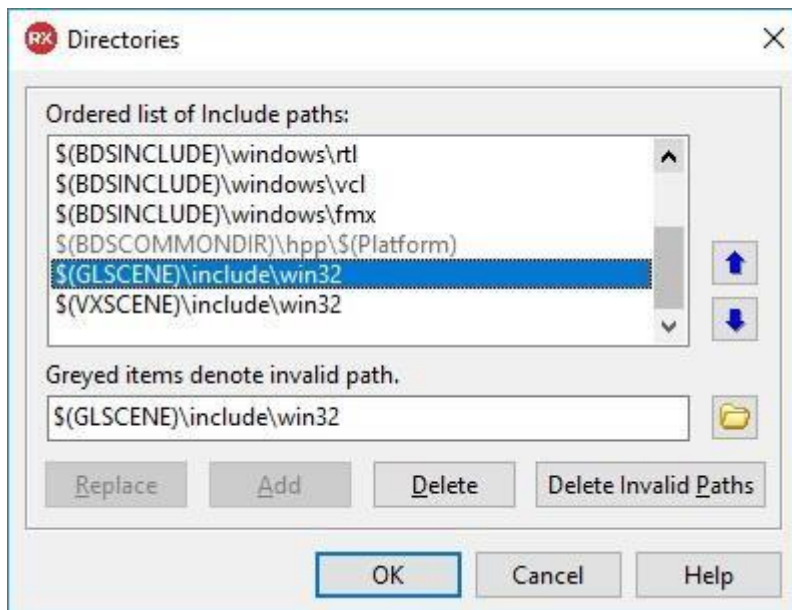 RX Directories
Ordered list of Include paths:
$(BDSINCLUDE)\windows\rtl
$(BDSINCLUDE)\windows\vcl
$(BDSINCLUDE)\windows\fmx
$(BDSCOMMONDIR)\hpp\$(Platform)
$(GLSCENE)\include\win32
$(VXSCENE)\include\win32
Greyed items denote invalid path.
$(GLSCENE)\include\win32
Replace Add Delete Delete Invalid Paths
OK Cancel Help